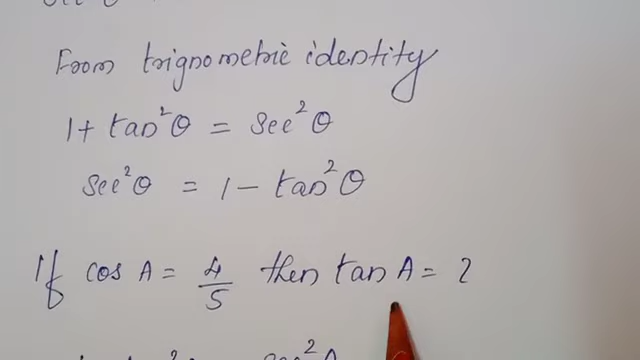 From trignometric identity
1 + tan²θ = sec²θ
sec²θ = 1 - tan²θ
If cos A = 4/5 then tan A = ?